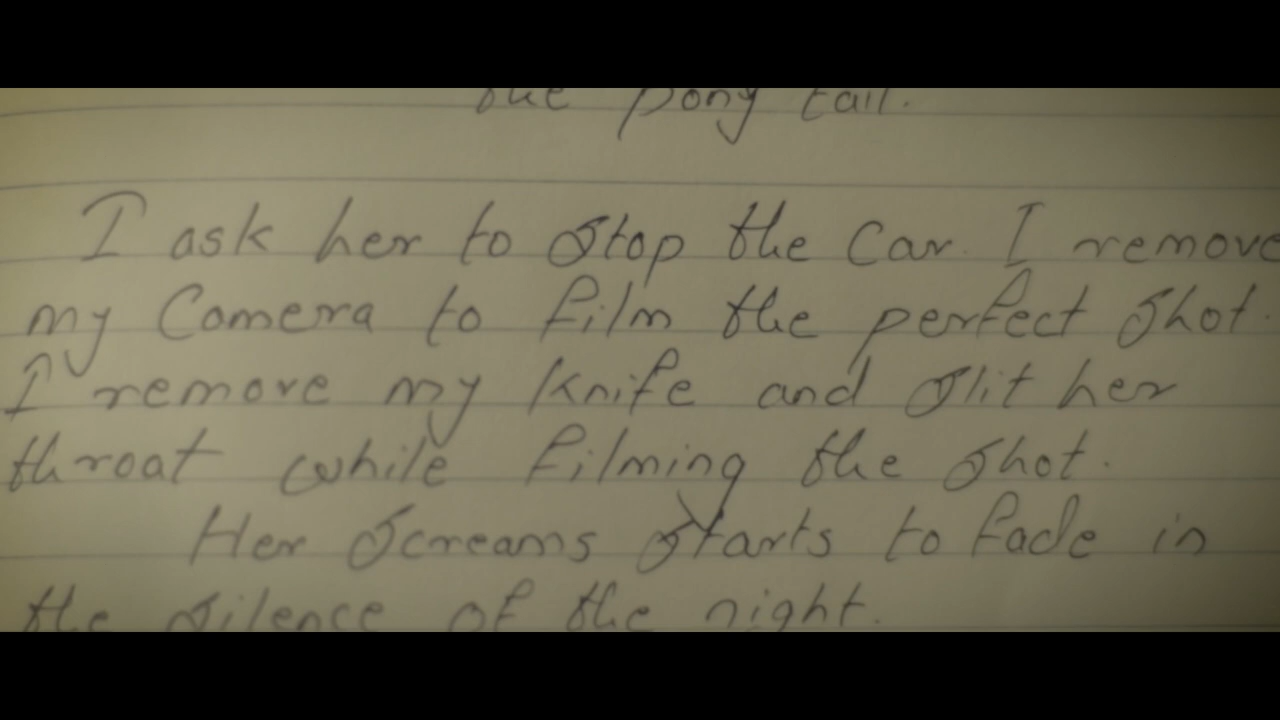 the pony tail.
I ask her to stop the car. I remove
my Camera to film the perfect shot.
I remove my knife and slit her
throat while filming the shot.
Her screams starts to fade in
the silence of the night.